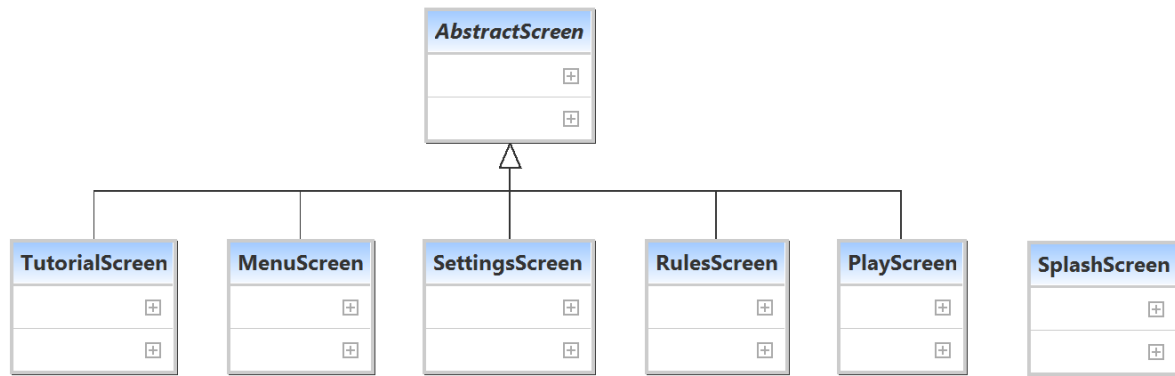 AbstractScreen
TutorialScreen
MenuScreen
SettingsScreen
RulesScreen
PlayScreen
SplashScreen